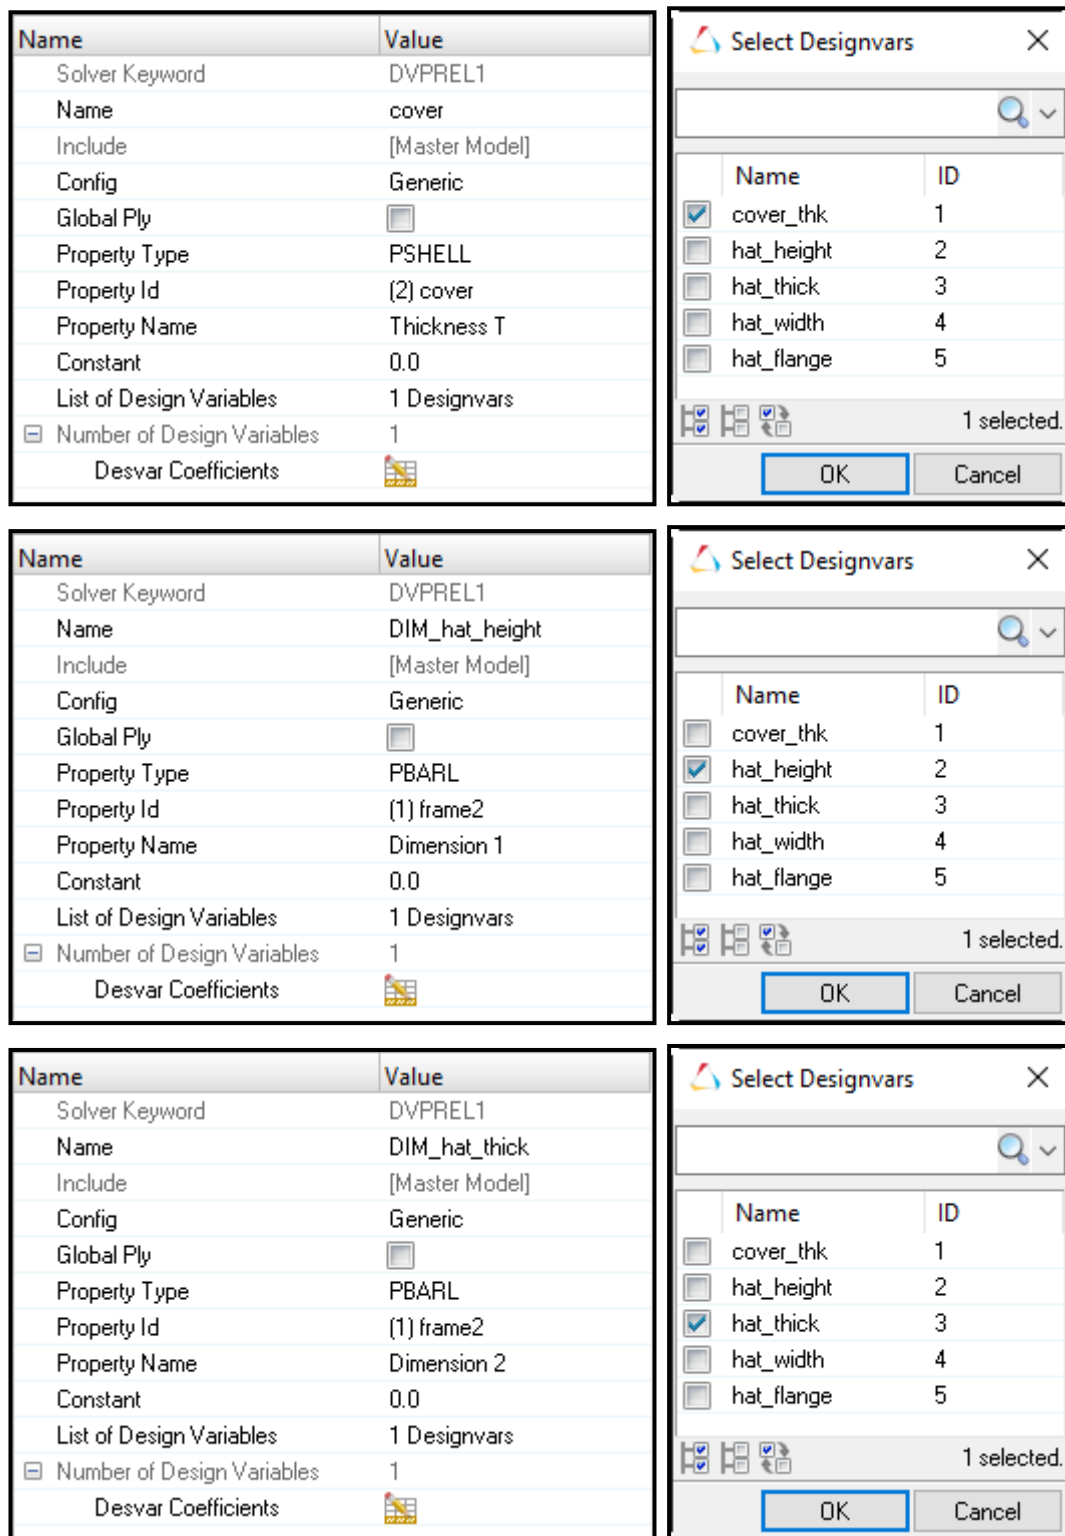 Name Value
Solver Keyword DVPREL1
Name cover
Include [Master Model]
Config Generic
Global Ply
Property Type PSHELL
Property Id (2) cover
Property Name Thickness T
Constant 0.0
List of Design Variables 1 Designvars
Number of Design Variables 1
Desvar Coefficients
Select Designvars
Name ID
cover_thk 1
hat_height 2
hat_thick 3
hat_width 4
hat_flange 5
1 selected.
OK Cancel
Name Value
Solver Keyword DVPREL1
Name DIM_hat_height
Include [Master Model]
Config Generic
Global Ply
Property Type PBARL
Property Id (1) frame2
Property Name Dimension 1
Constant 0.0
List of Design Variables 1 Designvars
Number of Design Variables 1
Desvar Coefficients
Select Designvars
Name ID
cover_thk 1
hat_height 2
hat_thick 3
hat_width 4
hat_flange 5
1 selected.
OK Cancel
Name Value
Solver Keyword DVPREL1
Name DIM_hat_thick
Include [Master Model]
Config Generic
Global Ply
Property Type PBARL
Property Id (1) frame2
Property Name Dimension 2
Constant 0.0
List of Design Variables 1 Designvars
Number of Design Variables 1
Desvar Coefficients
Select Designvars
Name ID
cover_thk 1
hat_height 2
hat_thick 3
hat_width 4
hat_flange 5
1 selected.
OK Cancel